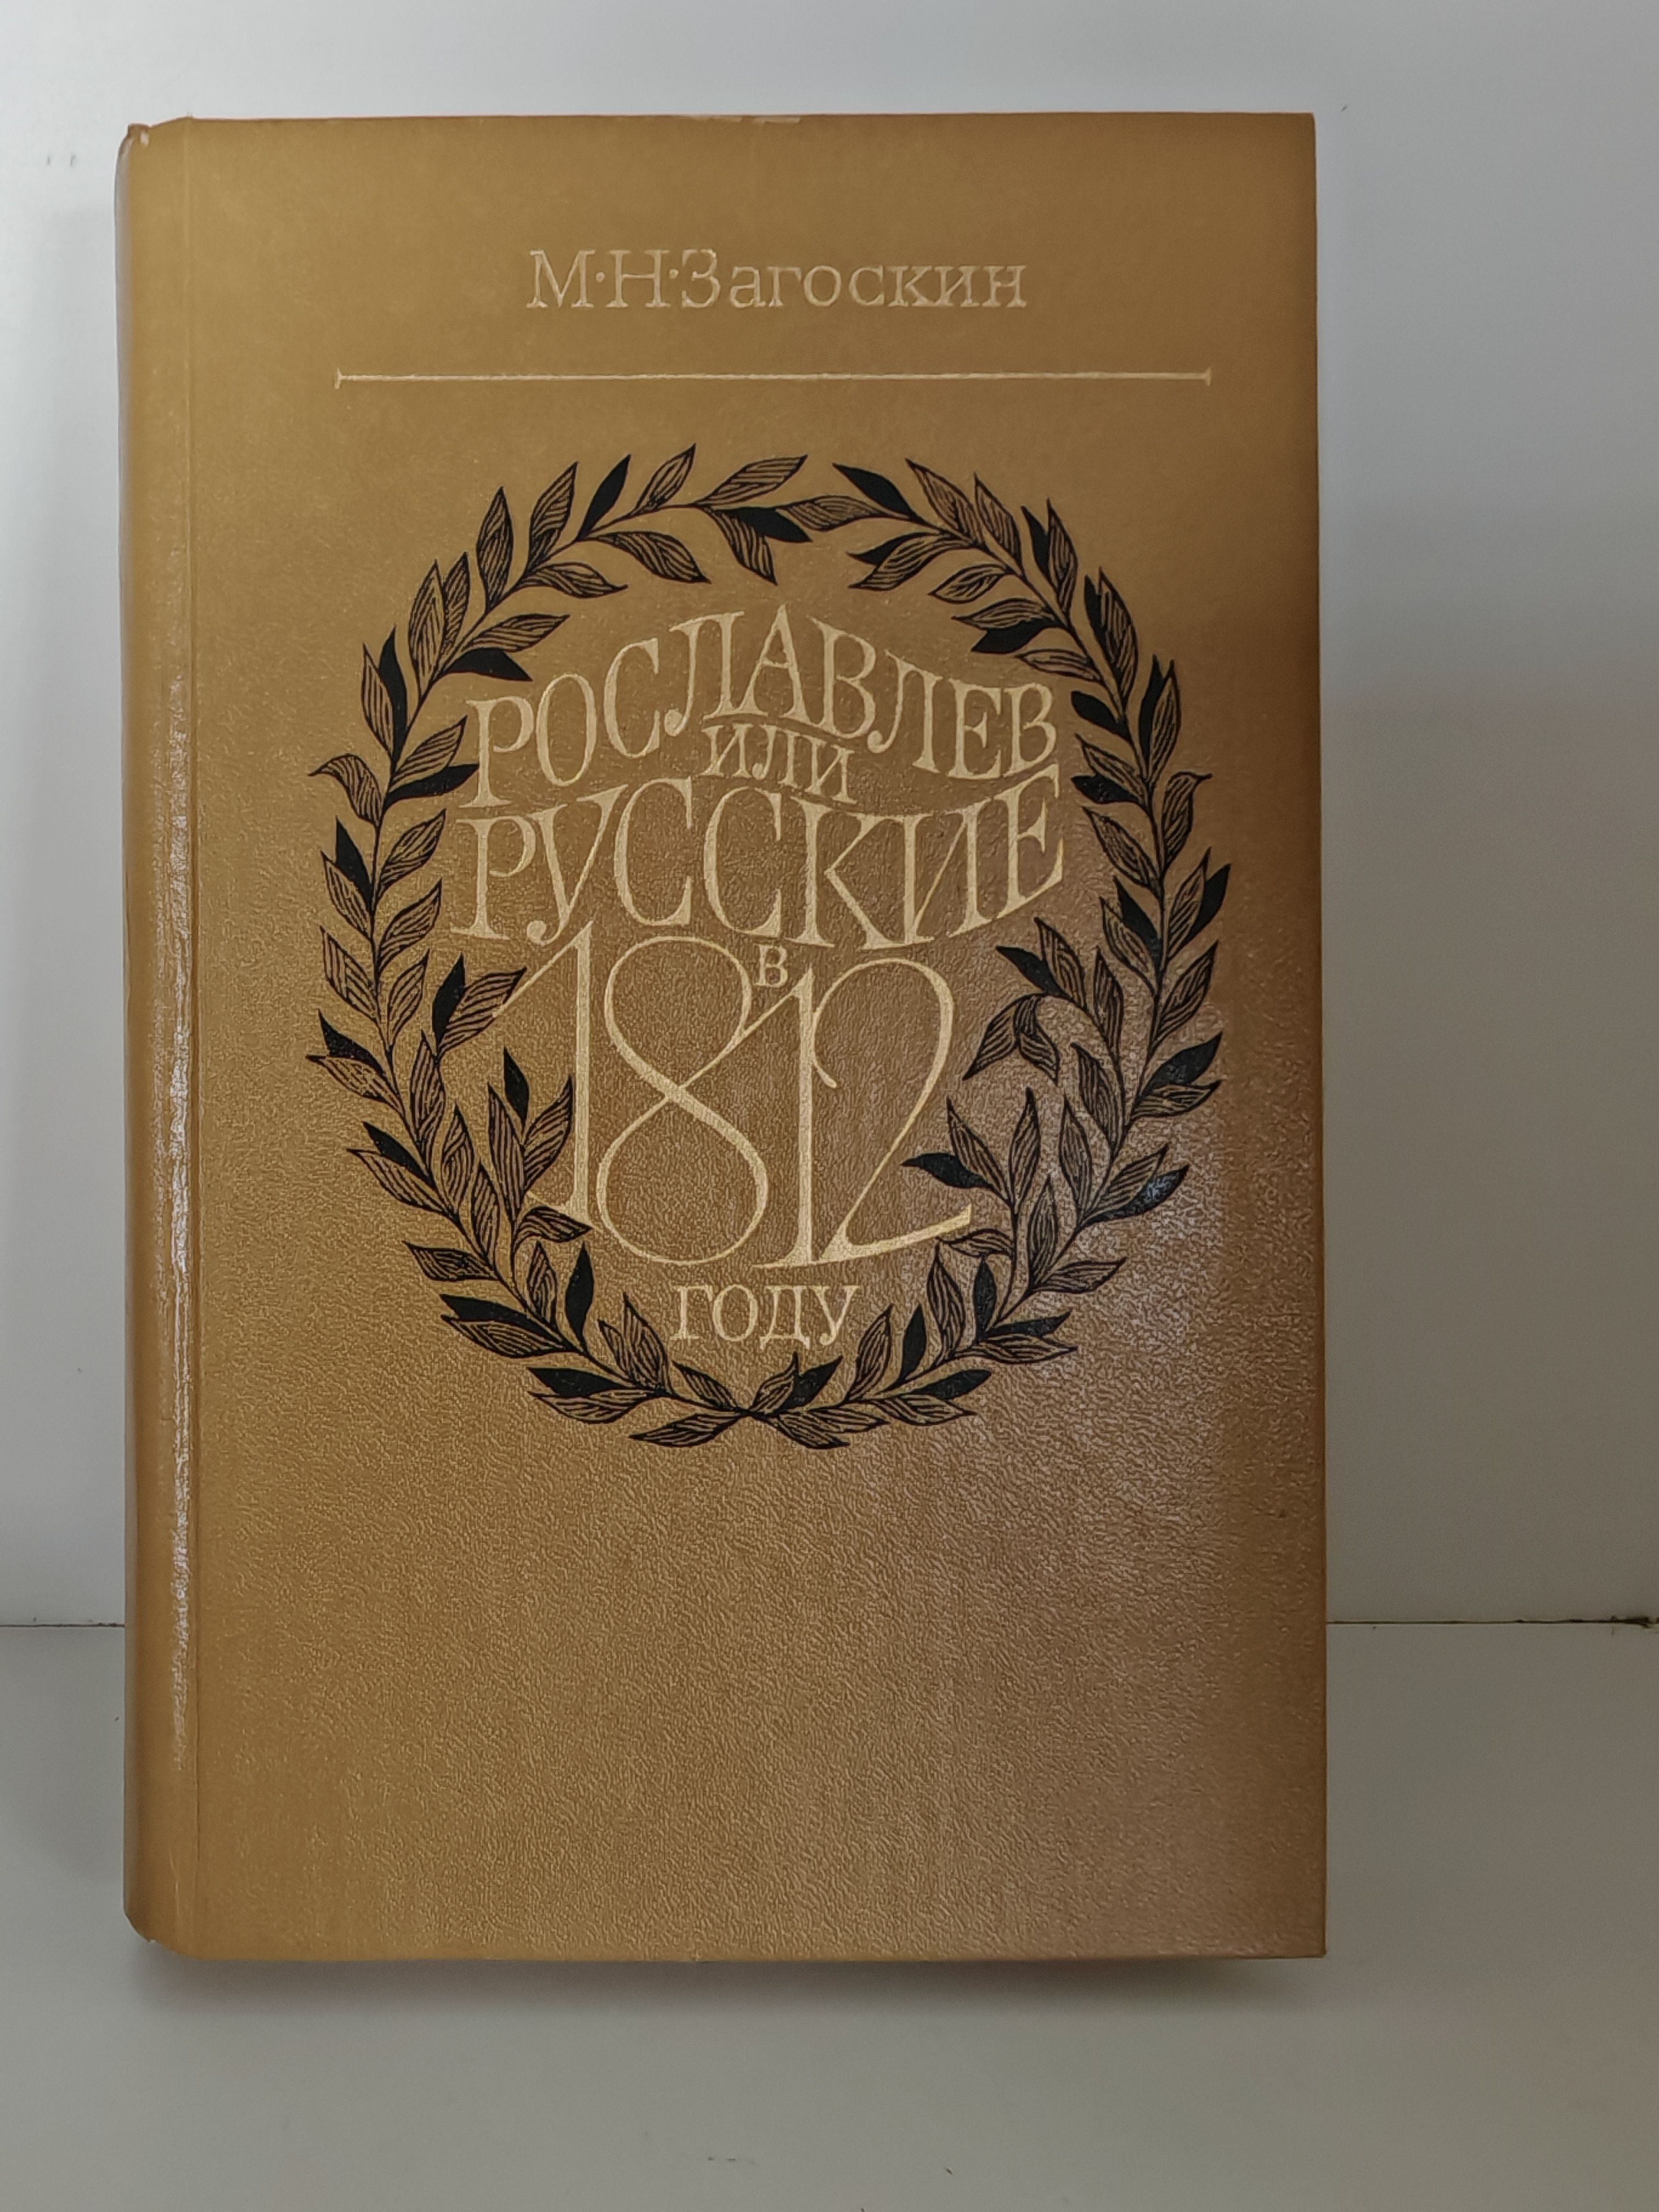 М·Н·Загоскин
РОСЛАВЛЕВ
ИЛИ
РУССКИЕ
В
1812
ГОДУ